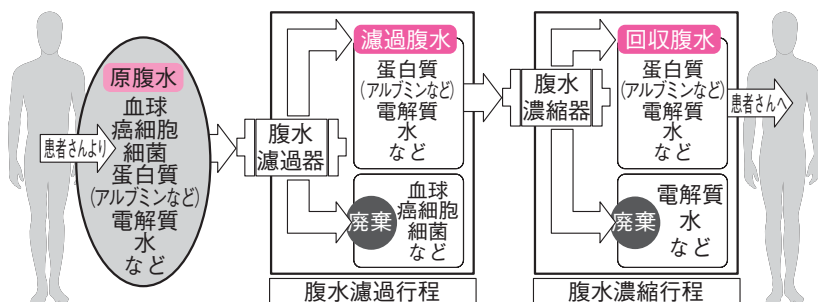 患者さんより
原腹水
血球
癌細胞
細菌
蛋白質
(アルブミンなど)
電解質
水
など
腹水
濾過器
濾過腹水
蛋白質
(アルブミンなど)
電解質
水
など
廃棄
血球
癌細胞
細菌
など
腹水濾過行程
腹水
濃縮器
回収腹水
蛋白質
(アルブミンなど)
電解質
水
など
廃棄
電解質
水
など
腹水濃縮行程
患者さんへ